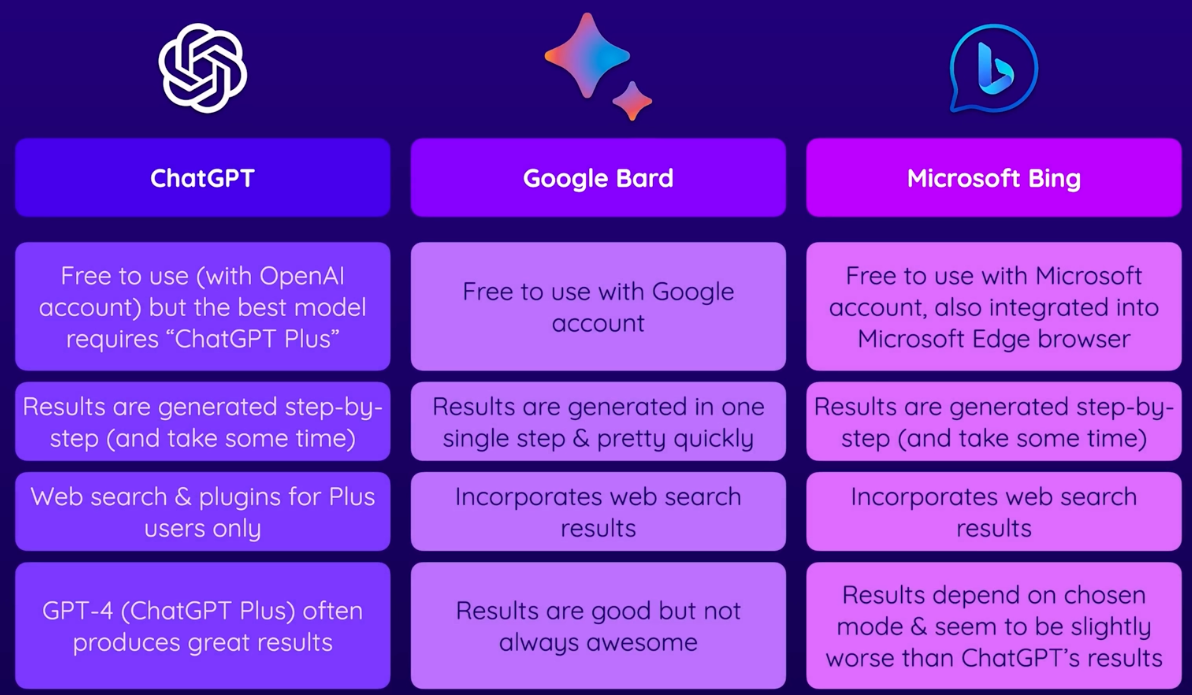 ChatGPT
Google Bard
Microsoft Bing
Free to use (with OpenAI
account) but the best model
requires “ChatGPT Plus”
Free to use with Google
account
Free to use with Microsoft
account, also integrated into
Microsoft Edge browser
Results are generated step-by-
step (and take some time)
Results are generated in one
single step & pretty quickly
Results are generated step-by-
step (and take some time)
Web search & plugins for Plus
users only
Incorporates web search
results
Incorporates web search
results
GPT-4 (ChatGPT Plus) often
produces great results
Results are good but not
always awesome
Results depend on chosen
mode & seem to be slightly
worse than ChatGPT’s results